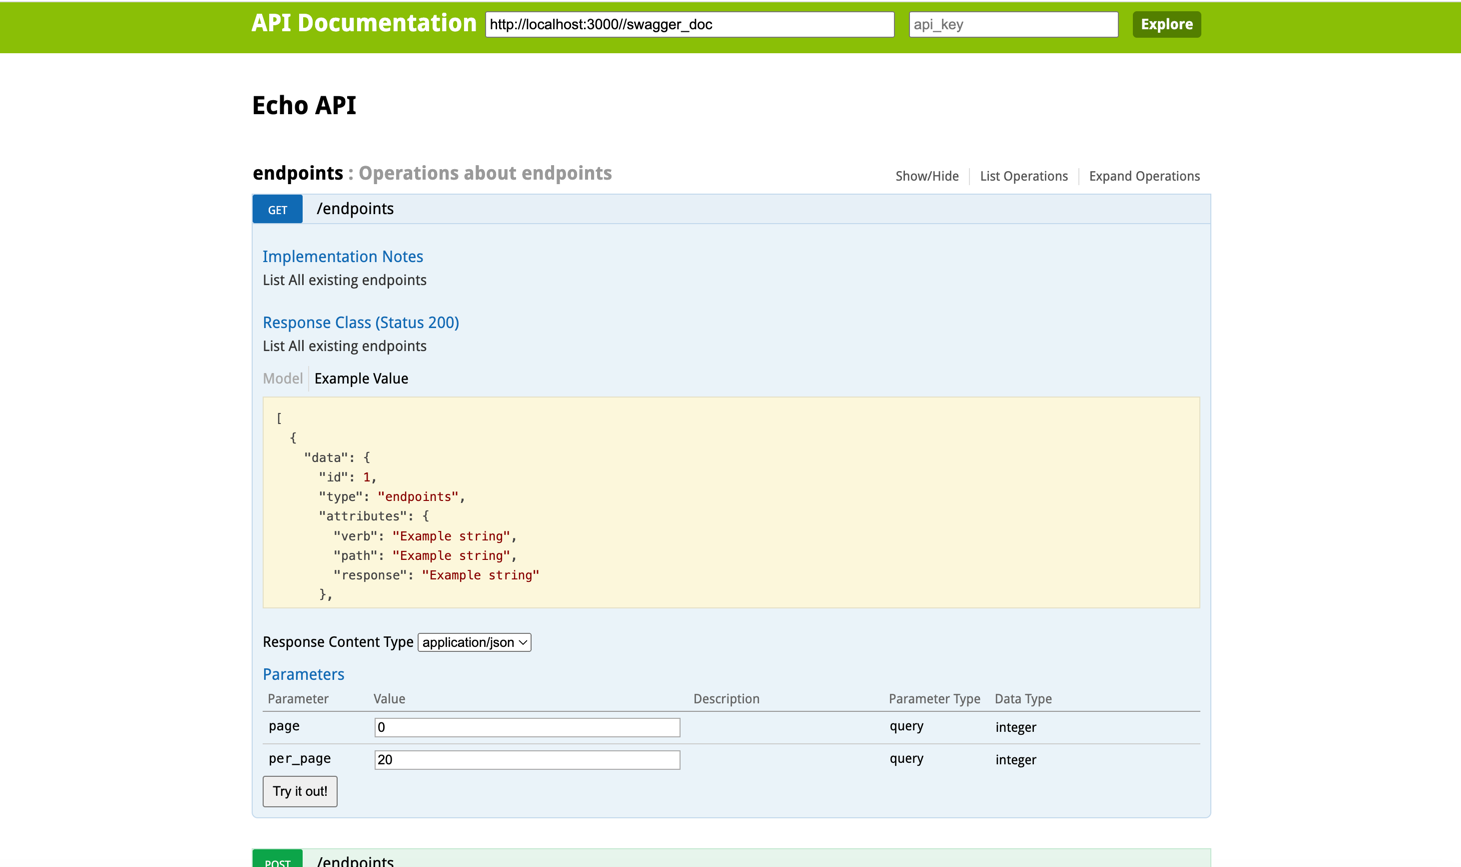 API Documentation http://localhost:3000//swagger_doc api_key Explore
Echo API
endpoints : Operations about endpoints Show/Hide List Operations Expand Operations
GET /endpoints
Implementation Notes
List All existing endpoints
Response Class (Status 200)
List All existing endpoints
Model Example Value
[
  {
    "data": {
      "id": 1,
      "type": "endpoints",
      "attributes": {
        "verb": "Example string",
        "path": "Example string",
        "response": "Example string"
      },
Response Content Type application/json
Parameters
Parameter Value Description Parameter Type Data Type
page 0 query integer
per_page 20 query integer
Try it out!
POST /endpoints